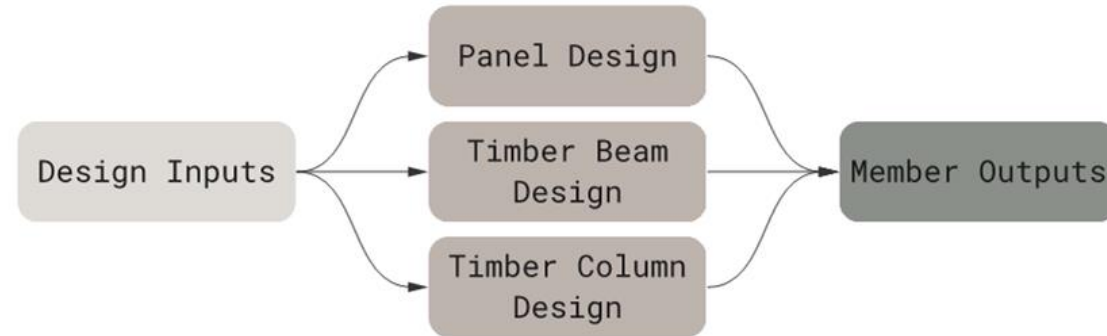 Panel Design
Design Inputs
Timber Beam
Design
Member Outputs
Timber Column
Design